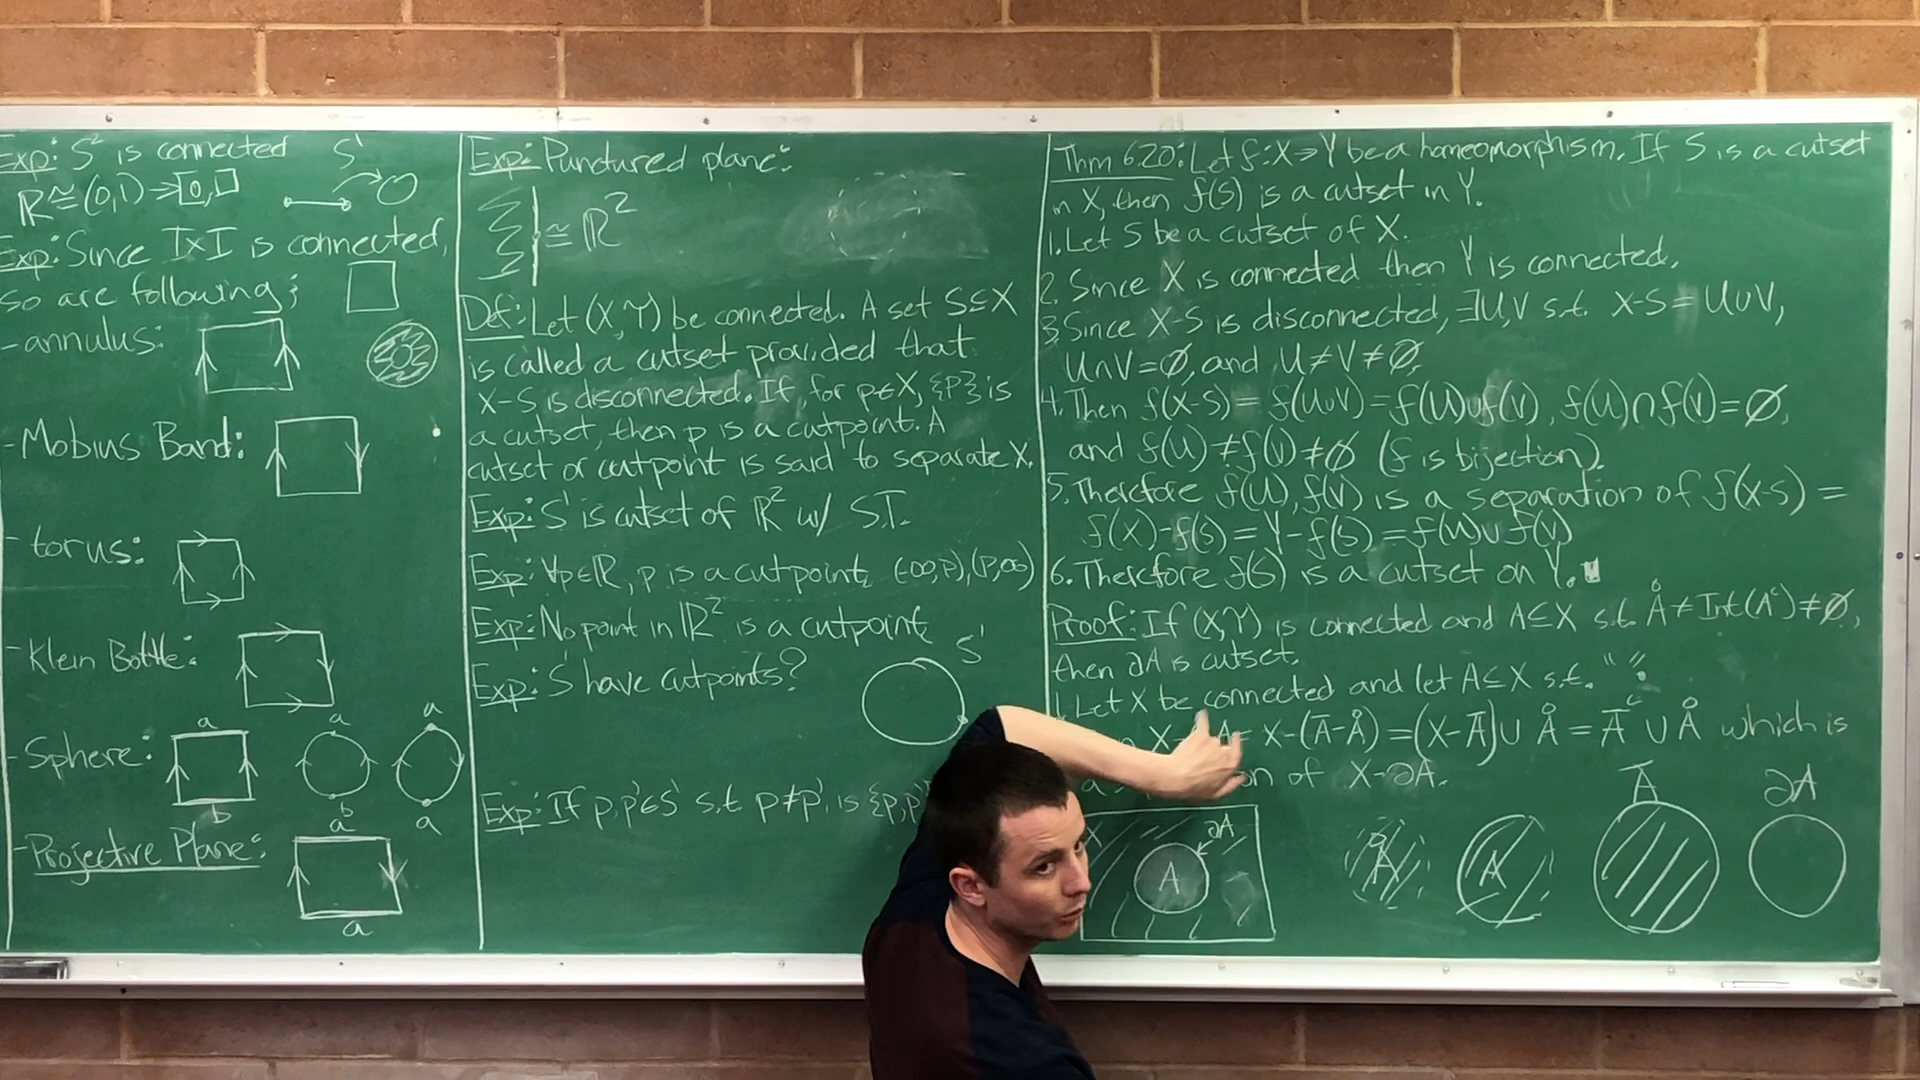 Exp: S² is connected S¹
ℝ≅(0,1)→[0,1]
Exp: Since I×I is connected,
so are following:
- annulus:
- Mobius Band:
- torus:
- Klein Bottle:
- Sphere: a b a b a a
- Projective Plane: a a
Exp: Punctured plane:
≅ ℝ²
Def: Let (X,Υ) be connected. A set S⊆X
is called a cutset provided that
X-S is disconnected. If, for p∈X, {p} is
a cutset, then p is a cutpoint. A
cutset or cutpoint is said to separate X.
Exp: S¹ is cutset of ℝ² w/ S.T.
Exp: ∀p∈ℝ, p is a cutpoint, (-∞,p),(p,∞)
Exp: No point in ℝ² is a cutpoint
Exp: S¹ have cutpoints? S¹
Exp: If p,p'∈S¹ s.t p≠p', is {p,p'
Thm 6.20: Let f:X→Y be a homeomorphism. If S is a cutset
in X, then f(S) is a cutset in Y.
1. Let S be a cutset of X.
2. Since X is connected then Y is connected.
3. Since X-S is disconnected, ∃U,V s.t. X-S = U∪V,
U∩V=∅, and U≠V≠∅,
4. Then f(X-S)= f(U∪V)=f(U)∪f(V), f(U)∩f(V)=∅,
and f(U)≠f(V)≠∅ (f is bijection).
5. Therefore f(U), f(V) is a separation of f(X-S) =
f(X)-f(S)=Y-f(S)=f(U)∪f(V)
6. Therefore f(S) is a cutset on Y.
Proof: If (X,Υ) is connected and A⊆X s.t. Å≠Int(Aᶜ)≠∅,
then ∂A is cutset.
1. Let X be connected and let A⊆X s.t. " "
X- A= X-(Ā-Å)=(X-Ā)∪Å = Āᶜ∪Å which is
a on of X-∂A.
X ∂A A
A A Ā ∂A